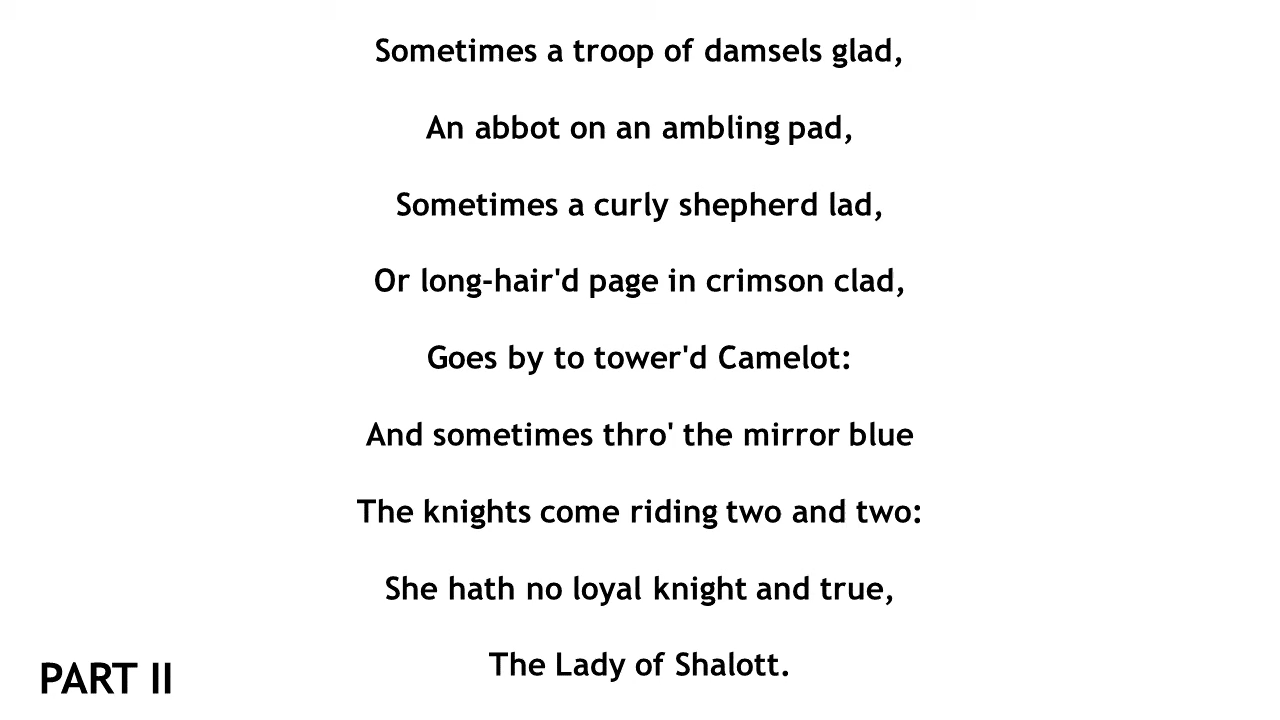 Sometimes a troop of damsels glad,
An abbot on an ambling pad,
Sometimes a curly shepherd lad,
Or long-hair'd page in crimson clad,
Goes by to tower'd Camelot:
And sometimes thro' the mirror blue
The knights come riding two and two:
She hath no loyal knight and true,
The Lady of Shalott.
PART II